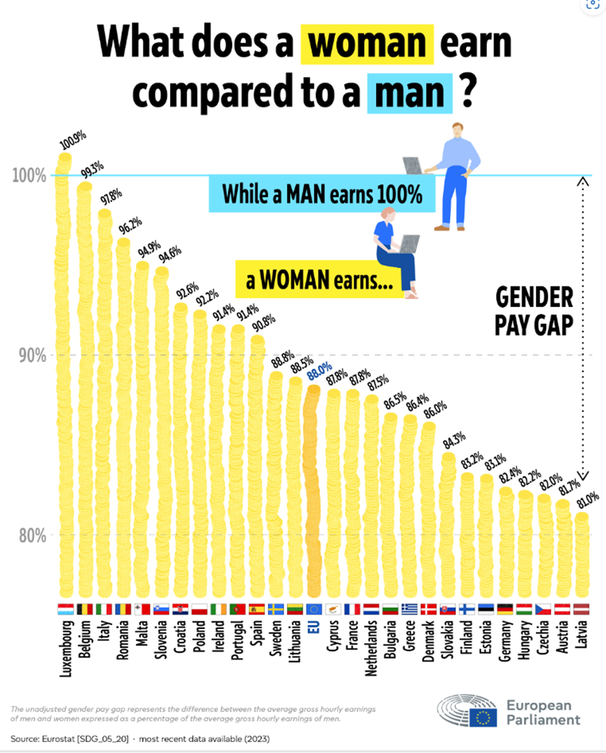 What does a woman earn
compared to a man ?
100.9%
99.3%
97.8%
96.2%
94.9%
94.6%
92.6%
92.2%
91.4%
91.4%
90.8%
88.8%
88.5%
88.0%
87.8%
87.8%
87.5%
86.5%
86.4%
86.0%
84.3%
83.2%
83.1%
82.4%
82.2%
82.0%
81.7%
81.0%
100%
90%
80%
While a MAN earns 100%
a WOMAN earns...
GENDER
PAY GAP
Luxembourg
Belgium
Italy
Romania
Malta
Slovenia
Croatia
Poland
Ireland
Portugal
Spain
Sweden
Lithuania
EU
Cyprus
France
Netherlands
Bulgaria
Greece
Denmark
Slovakia
Finland
Estonia
Germany
Hungary
Czechia
Austria
Latvia
The unadjusted gender pay gap represents the difference between the average gross hourly earnings
of men and women expressed as a percentage of the average gross hourly earnings of men.
Source: Eurostat [SDG_05_20] · most recent data available (2023)
European
Parliament